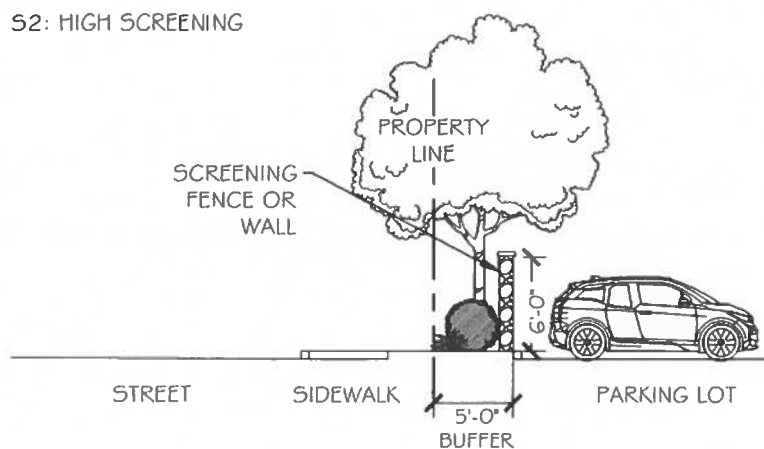 S2: HIGH SCREENING
PROPERTY
LINE
SCREENING
FENCE OR
WALL
6'-0"
STREET
SIDEWALK
PARKING LOT
5'-0"
BUFFER